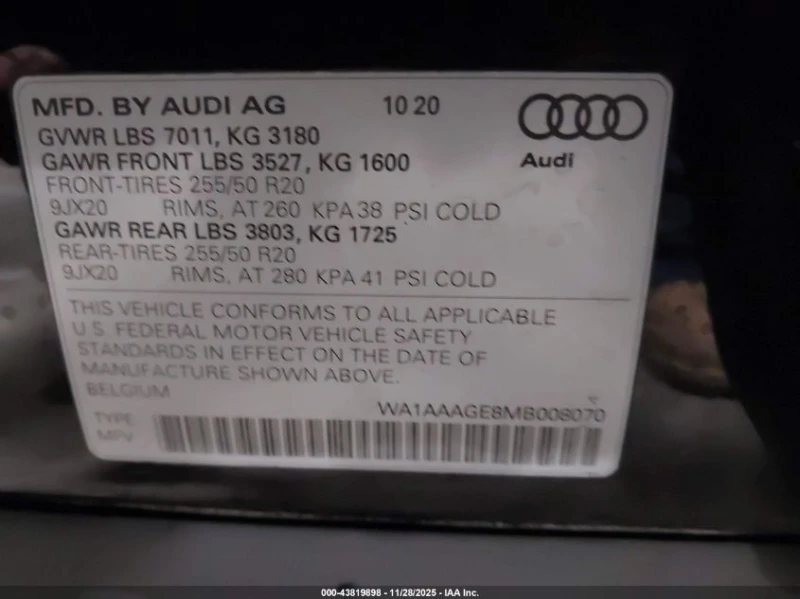 MFD. BY AUDI AG 10 20
GVWR LBS 7011, KG 3180
GAWR FRONT LBS 3527, KG 1600
Audi
FRONT-TIRES 255/50 R20
9JX20 RIMS, AT 260 KPA 38 PSI COLD
GAWR REAR LBS 3803, KG 1725
REAR-TIRES 255/50 R20
9JX20 RIMS, AT 280 KPA 41 PSI COLD
THIS VEHICLE CONFORMS TO ALL APPLICABLE
U.S. FEDERAL MOTOR VEHICLE SAFETY
STANDARDS IN EFFECT ON THE DATE OF
MANUFACTURE SHOWN ABOVE.
BELGIUM
WA1AAAGE8MB008070
TYPE
MPV
000-43819898 - 11/28/2025 - IAA Inc.